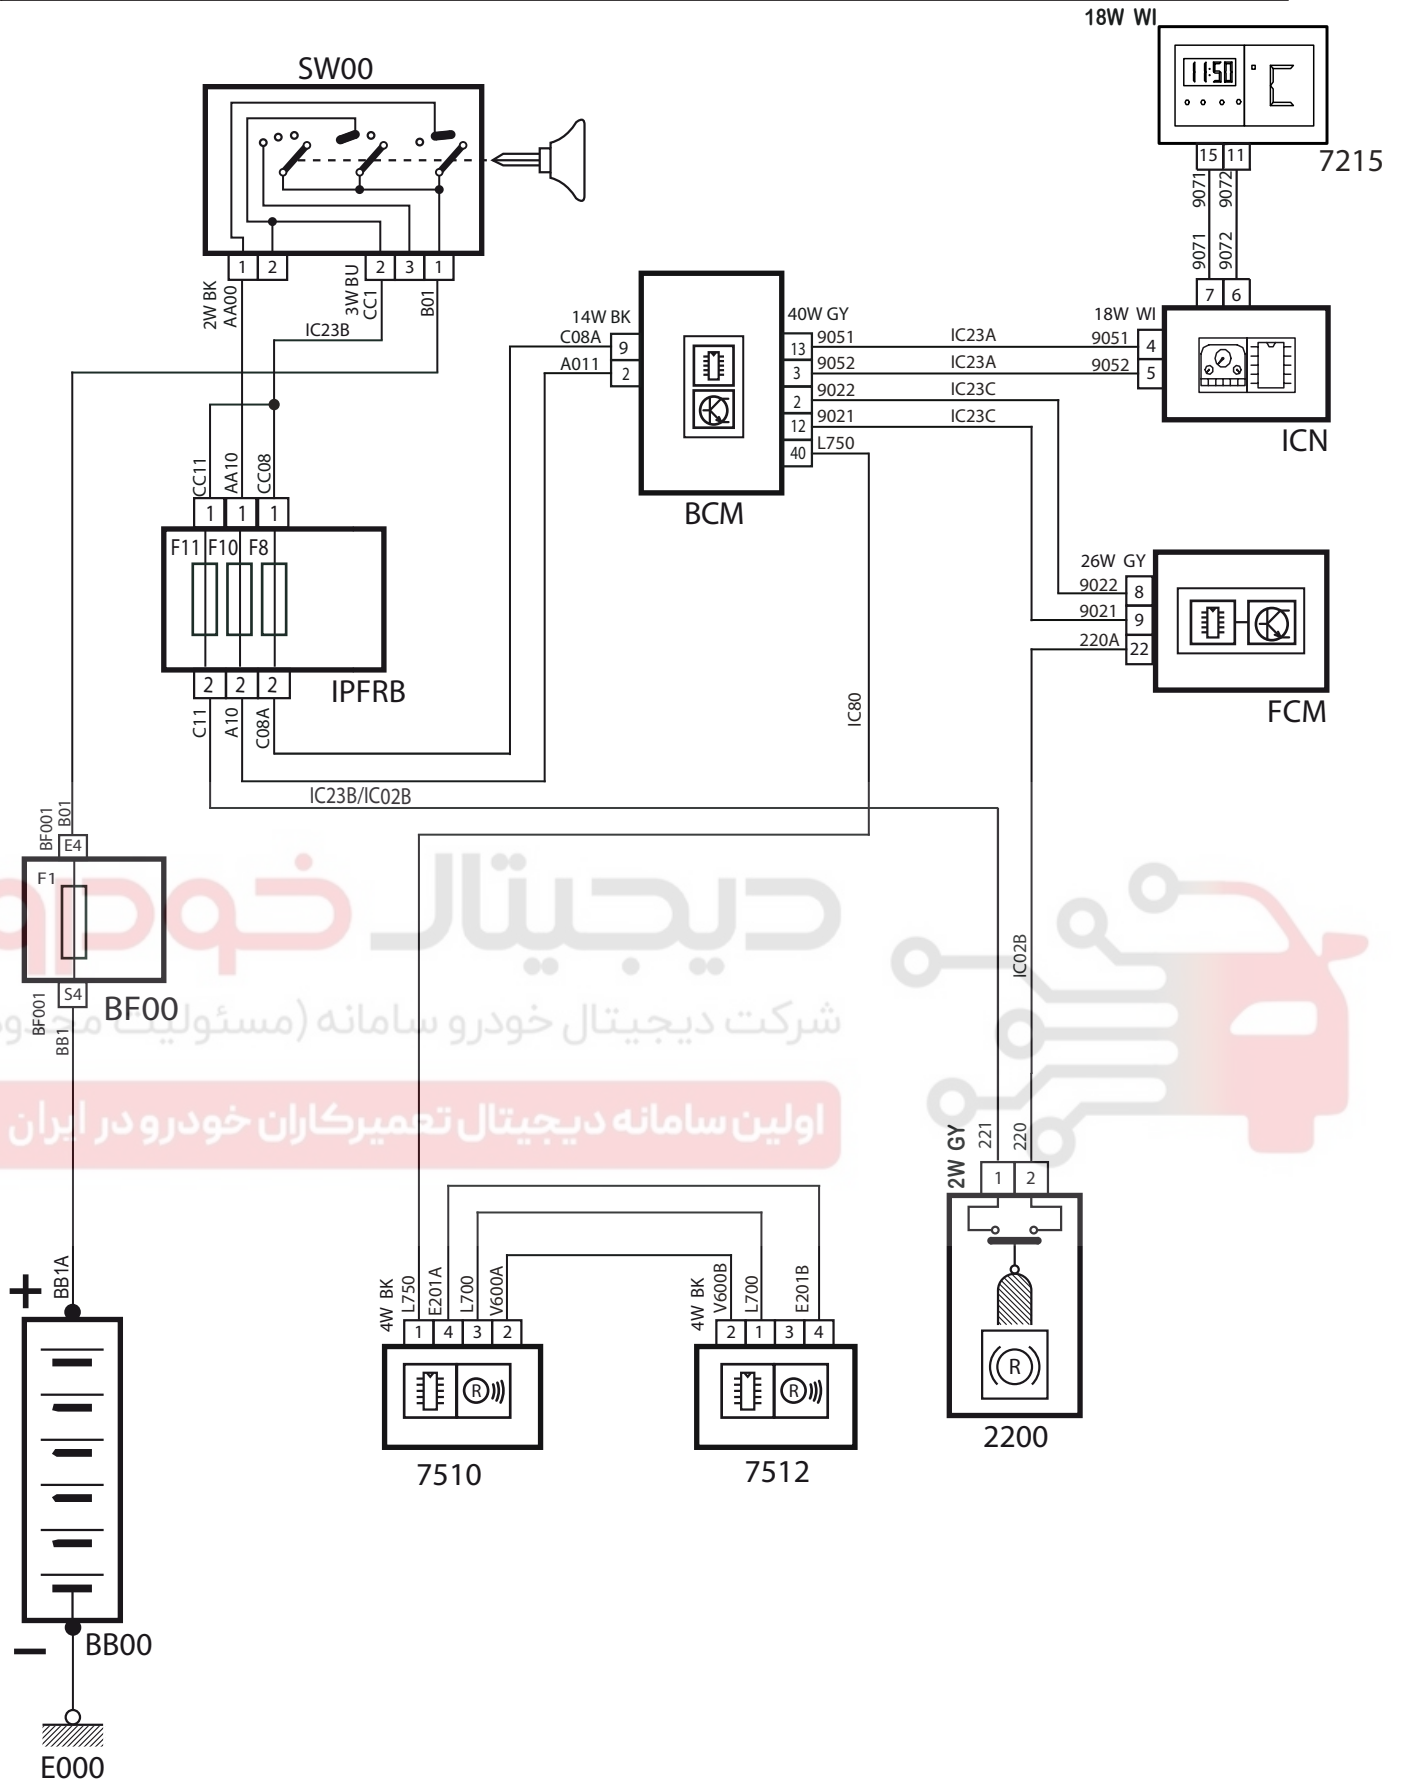 18W WI
11:50
°C
7215
15 11
9071
9072
9071
9072
7 6
SW00
1 2
2 3 1
2W BK
AA00
3W BU
CC1
B01
IC23B
14W BK
C08A
9
A011
2
BCM
40W GY
13
9051
IC23A
3
9052
IC23A
2
9022
IC23C
12
9021
IC23C
40
L750
18W WI
9051
4
9052
5
ICN
CC11
AA10
CC08
1 1 1
F11 F10 F8
2 2 2
IPFRB
C11
A10
C08A
IC23B/IC02B
IC80
26W GY
9022
8
9021
9
220A
22
FCM
BF001
B01
E4
F1
S4
BF00
BF001
BB1
دیجیتال خودرو
شرکت دیجیتال خودرو سامانه (مسئولیت محدو
اولین سامانه دیجیتال تعمیرکاران خودرو در ایران
IC02B
2W GY
221
220
1 2
R
2200
BB1A
+
−
BB00
E000
4W BK
L750
E201A
L700
V600A
1 4 3 2
R
7510
4W BK
V600B
L700
E201B
2 1 3 4
R
7512